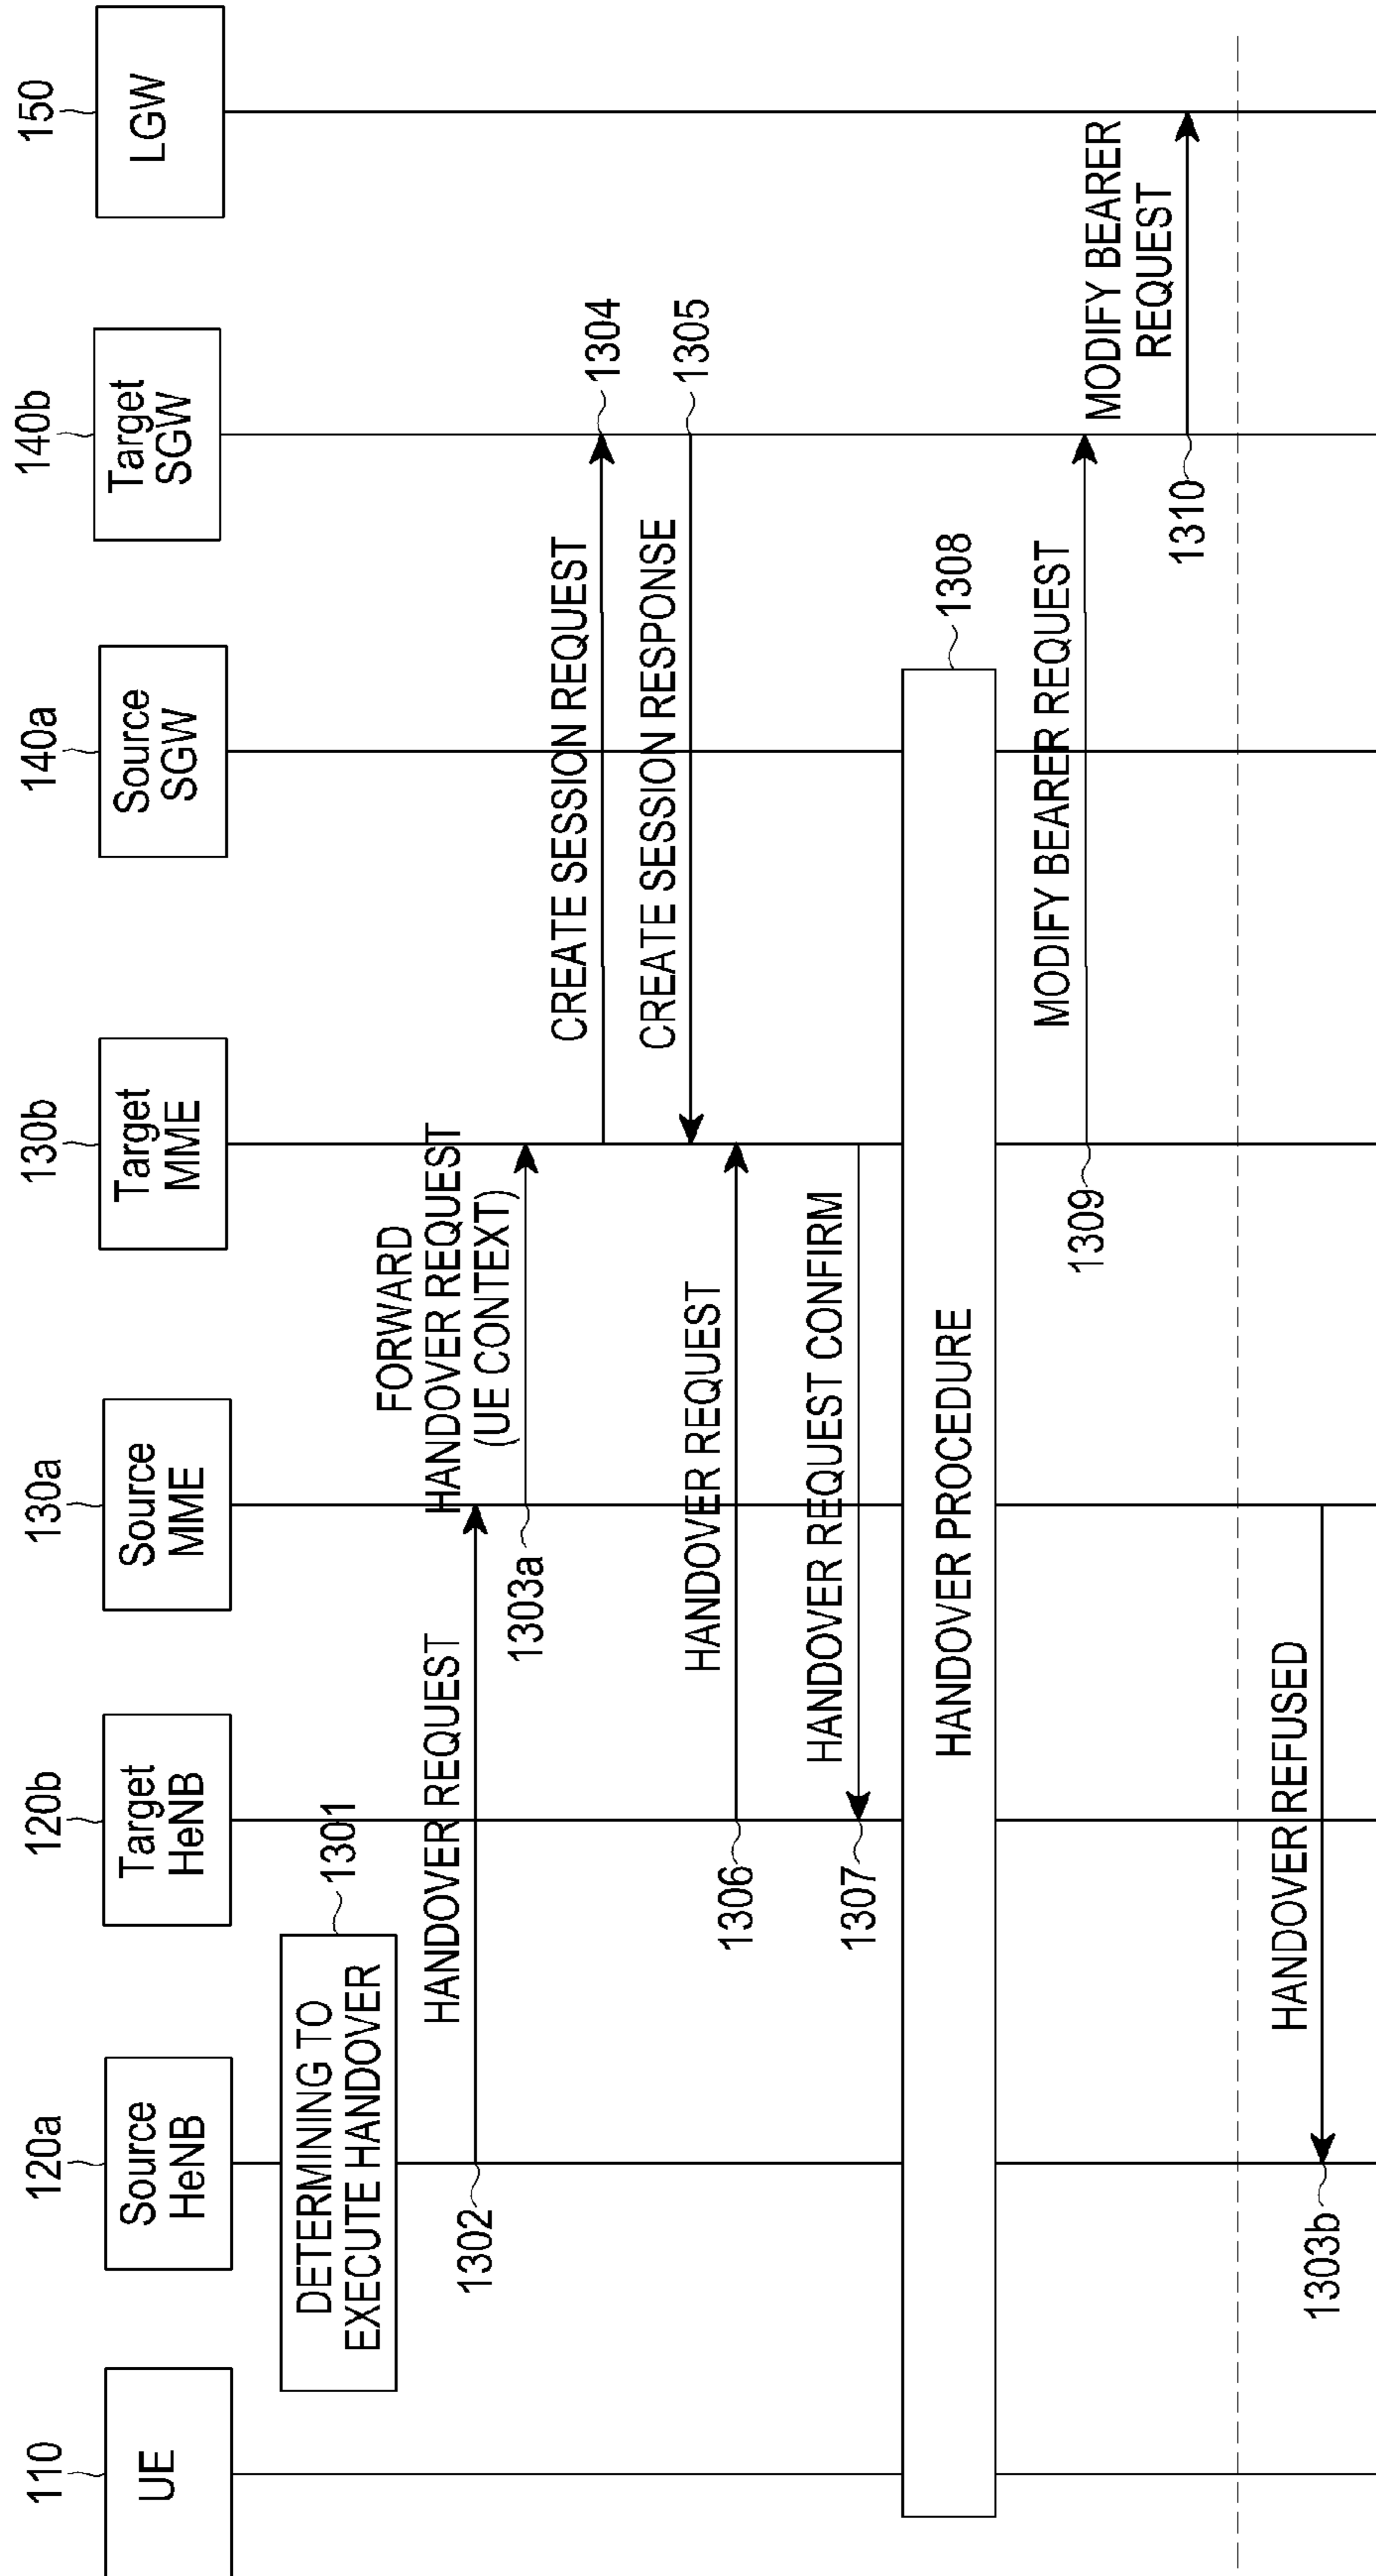 110
120a
120b
130a
130b
140a
140b
150
UE
Source
HeNB
Target
HeNB
Source
MME
Target
MME
Source
SGW
Target
SGW
LGW
DETERMINING TO
EXECUTE HANDOVER
1301
HANDOVER REQUEST
1302
FORWARD
HANDOVER REQUEST
(UE CONTEXT)
1303a
CREATE SESSION REQUEST
1304
CREATE SESSION RESPONSE
1305
HANDOVER REQUEST
1306
HANDOVER REQUEST CONFIRM
1307
HANDOVER PROCEDURE
1308
MODIFY BEARER REQUEST
1309
MODIFY BEARER
REQUEST
1310
HANDOVER REFUSED
1303b